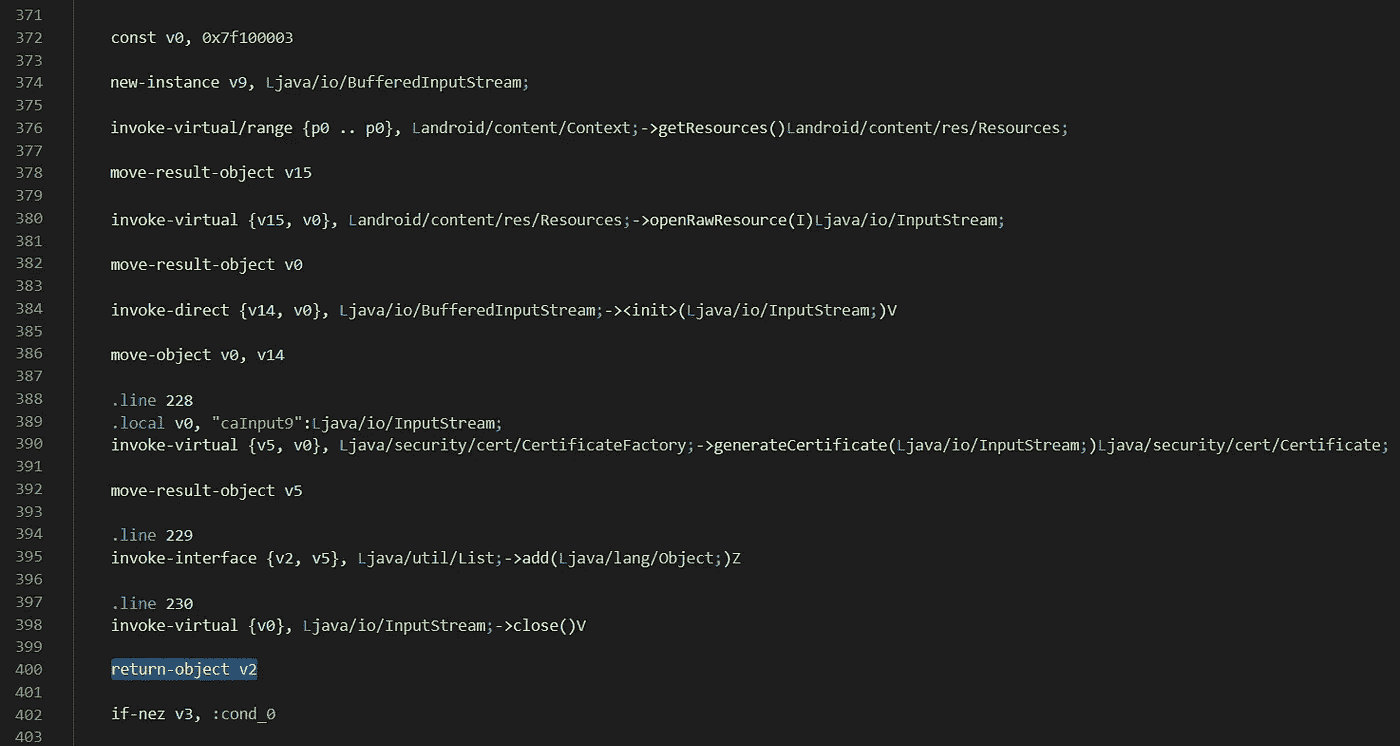 371
372 const v0, 0x7f100003
373
374 new-instance v9, Ljava/io/BufferedInputStream;
375
376 invoke-virtual/range {p0 .. p0}, Landroid/content/Context;->getResources()Landroid/content/res/Resources;
377
378 move-result-object v15
379
380 invoke-virtual {v15, v0}, Landroid/content/res/Resources;->openRawResource(I)Ljava/io/InputStream;
381
382 move-result-object v0
383
384 invoke-direct {v14, v0}, Ljava/io/BufferedInputStream;-><init>(Ljava/io/InputStream;)V
385
386 move-object v0, v14
387
388 .line 228
389 .local v0, "caInput9":Ljava/io/InputStream;
390 invoke-virtual {v5, v0}, Ljava/security/cert/CertificateFactory;->generateCertificate(Ljava/io/InputStream;)Ljava/security/cert/Certificate;
391
392 move-result-object v5
393
394 .line 229
395 invoke-interface {v2, v5}, Ljava/util/List;->add(Ljava/lang/Object;)Z
396
397 .line 230
398 invoke-virtual {v0}, Ljava/io/InputStream;->close()V
399
400 return-object v2
401
402 if-nez v3, :cond_0
403